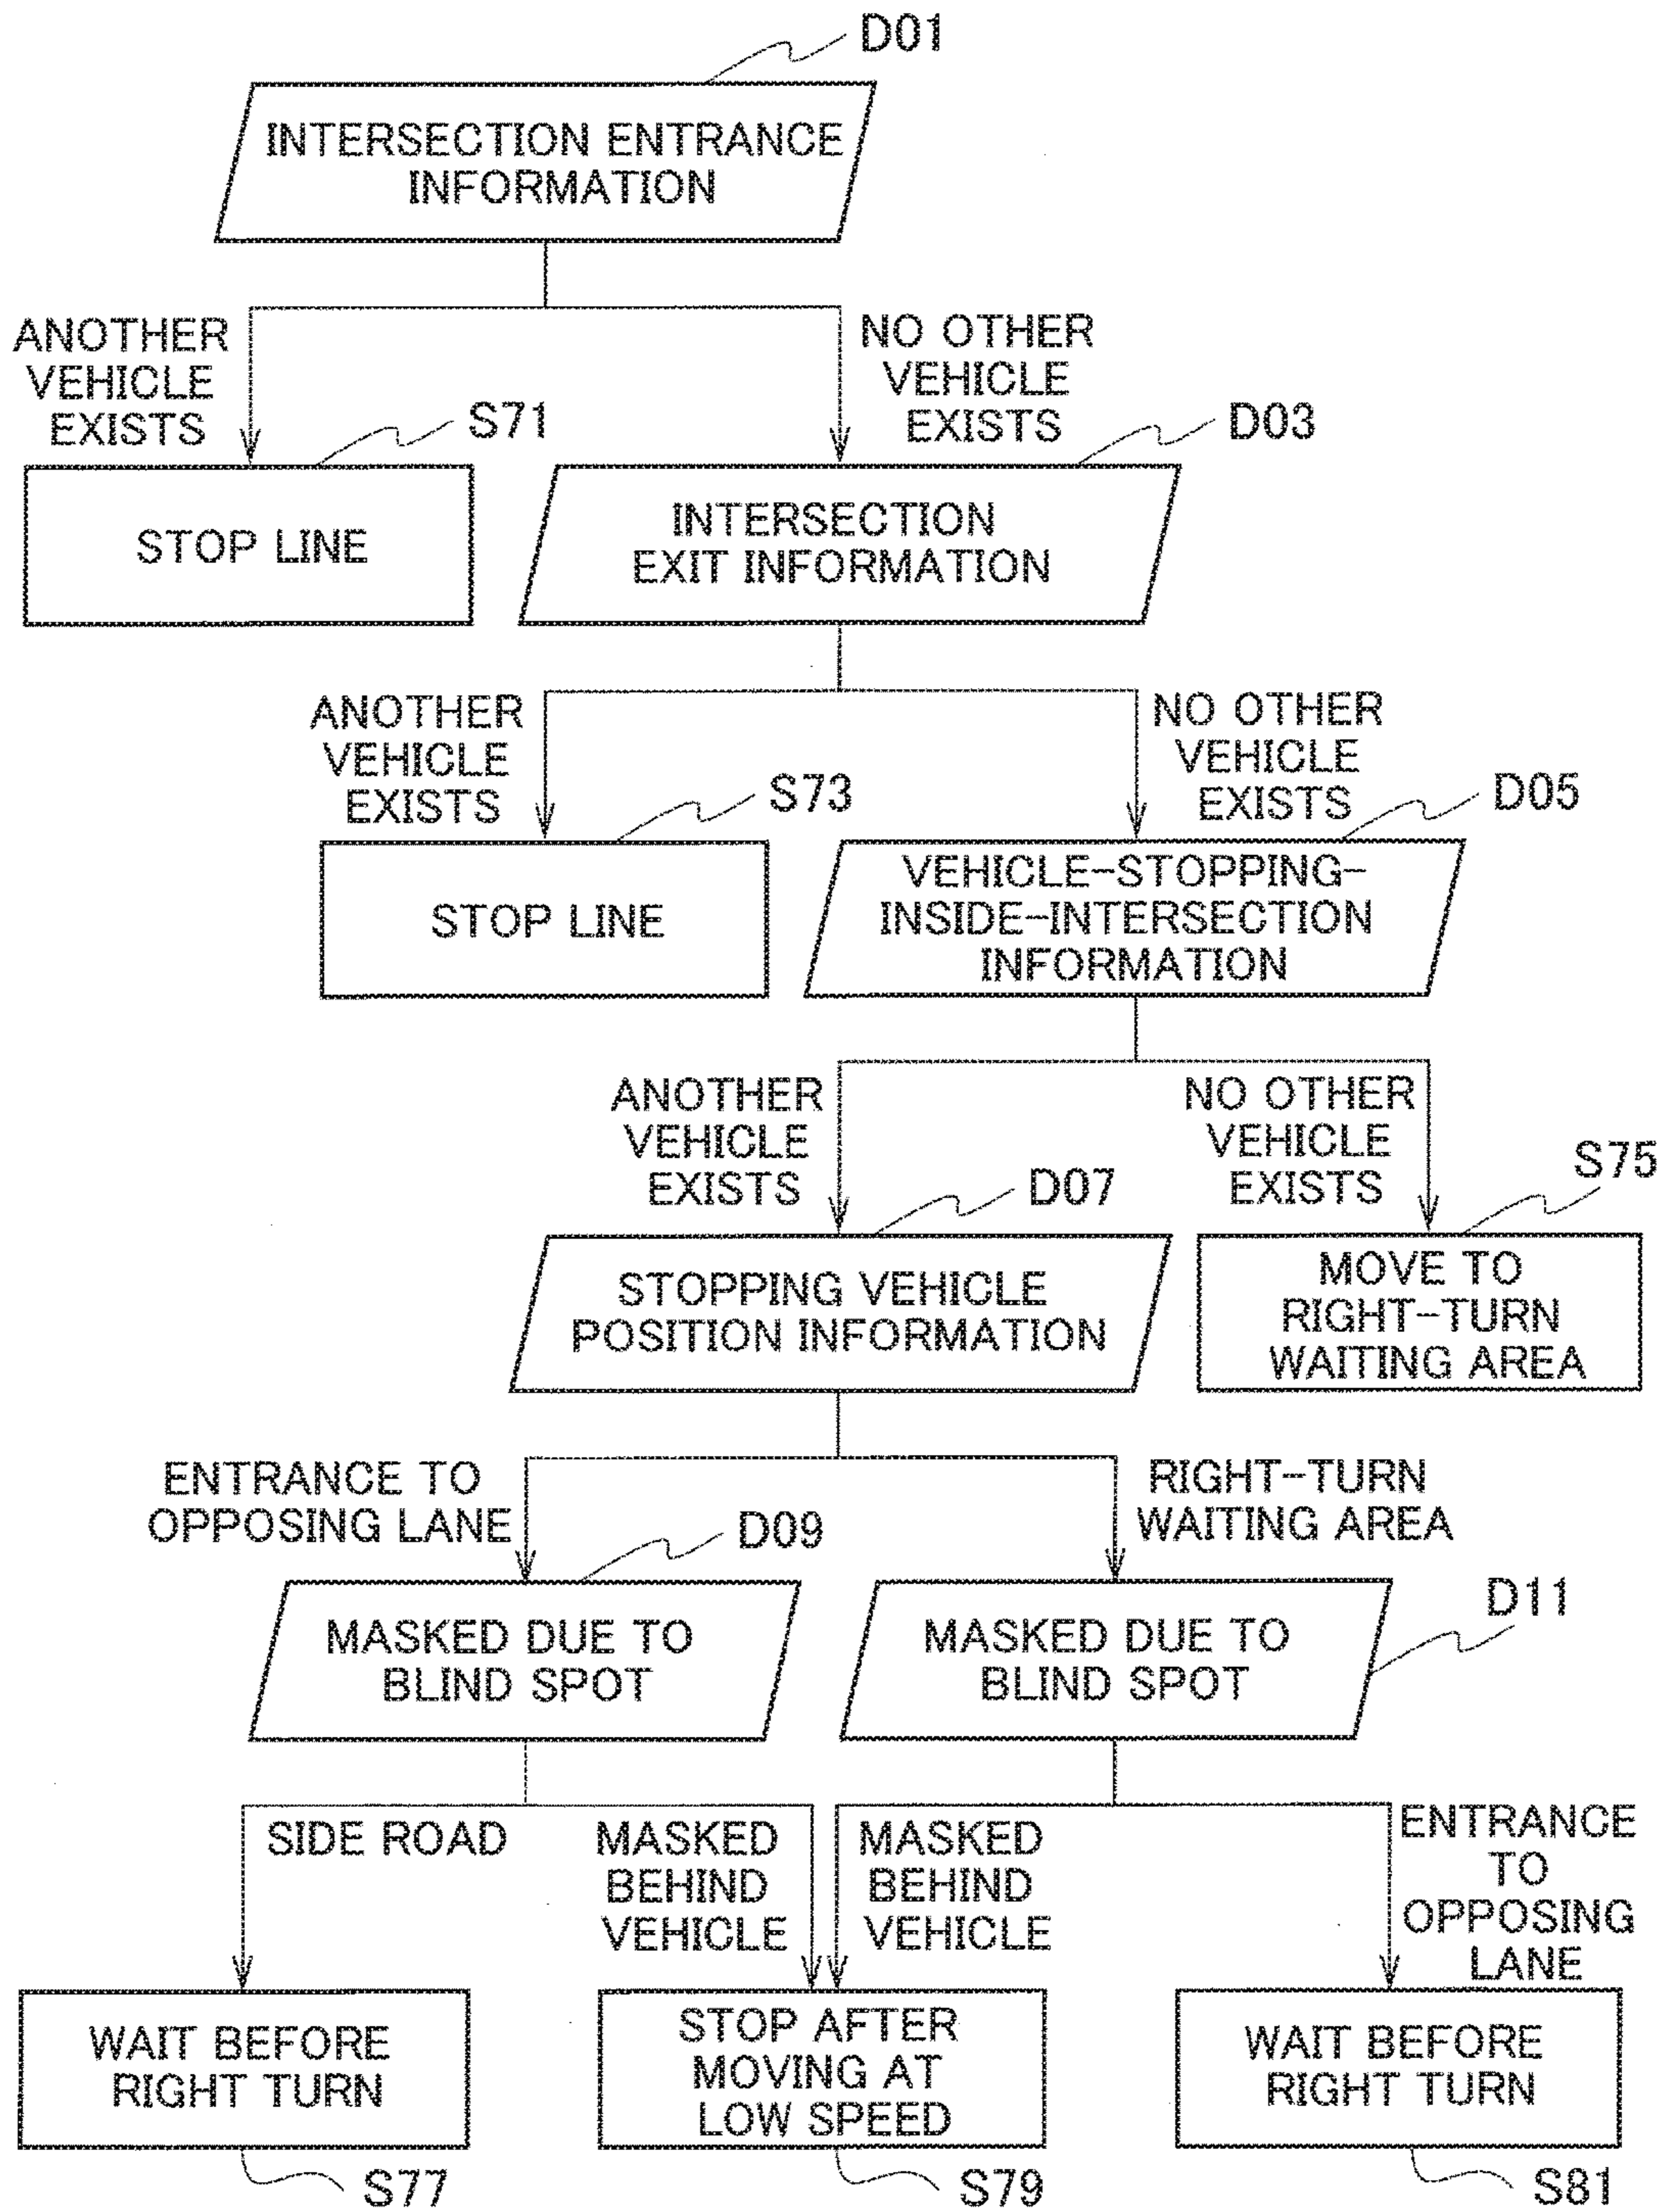 D01
INTERSECTION ENTRANCE
INFORMATION
ANOTHER
VEHICLE
EXISTS
NO OTHER
VEHICLE
EXISTS
S71
D03
STOP LINE
INTERSECTION
EXIT INFORMATION
ANOTHER
VEHICLE
EXISTS
NO OTHER
VEHICLE
EXISTS
S73
D05
STOP LINE
VEHICLE-STOPPING-
INSIDE-INTERSECTION
INFORMATION
ANOTHER
VEHICLE
EXISTS
NO OTHER
VEHICLE
EXISTS
D07
S75
STOPPING VEHICLE
POSITION INFORMATION
MOVE TO
RIGHT-TURN
WAITING AREA
ENTRANCE TO
OPPOSING LANE
RIGHT-TURN
WAITING AREA
D09
D11
MASKED DUE TO
BLIND SPOT
MASKED DUE TO
BLIND SPOT
SIDE ROAD
MASKED
BEHIND
VEHICLE
MASKED
BEHIND
VEHICLE
ENTRANCE
TO
OPPOSING
LANE
WAIT BEFORE
RIGHT TURN
STOP AFTER
MOVING AT
LOW SPEED
WAIT BEFORE
RIGHT TURN
S77
S79
S81